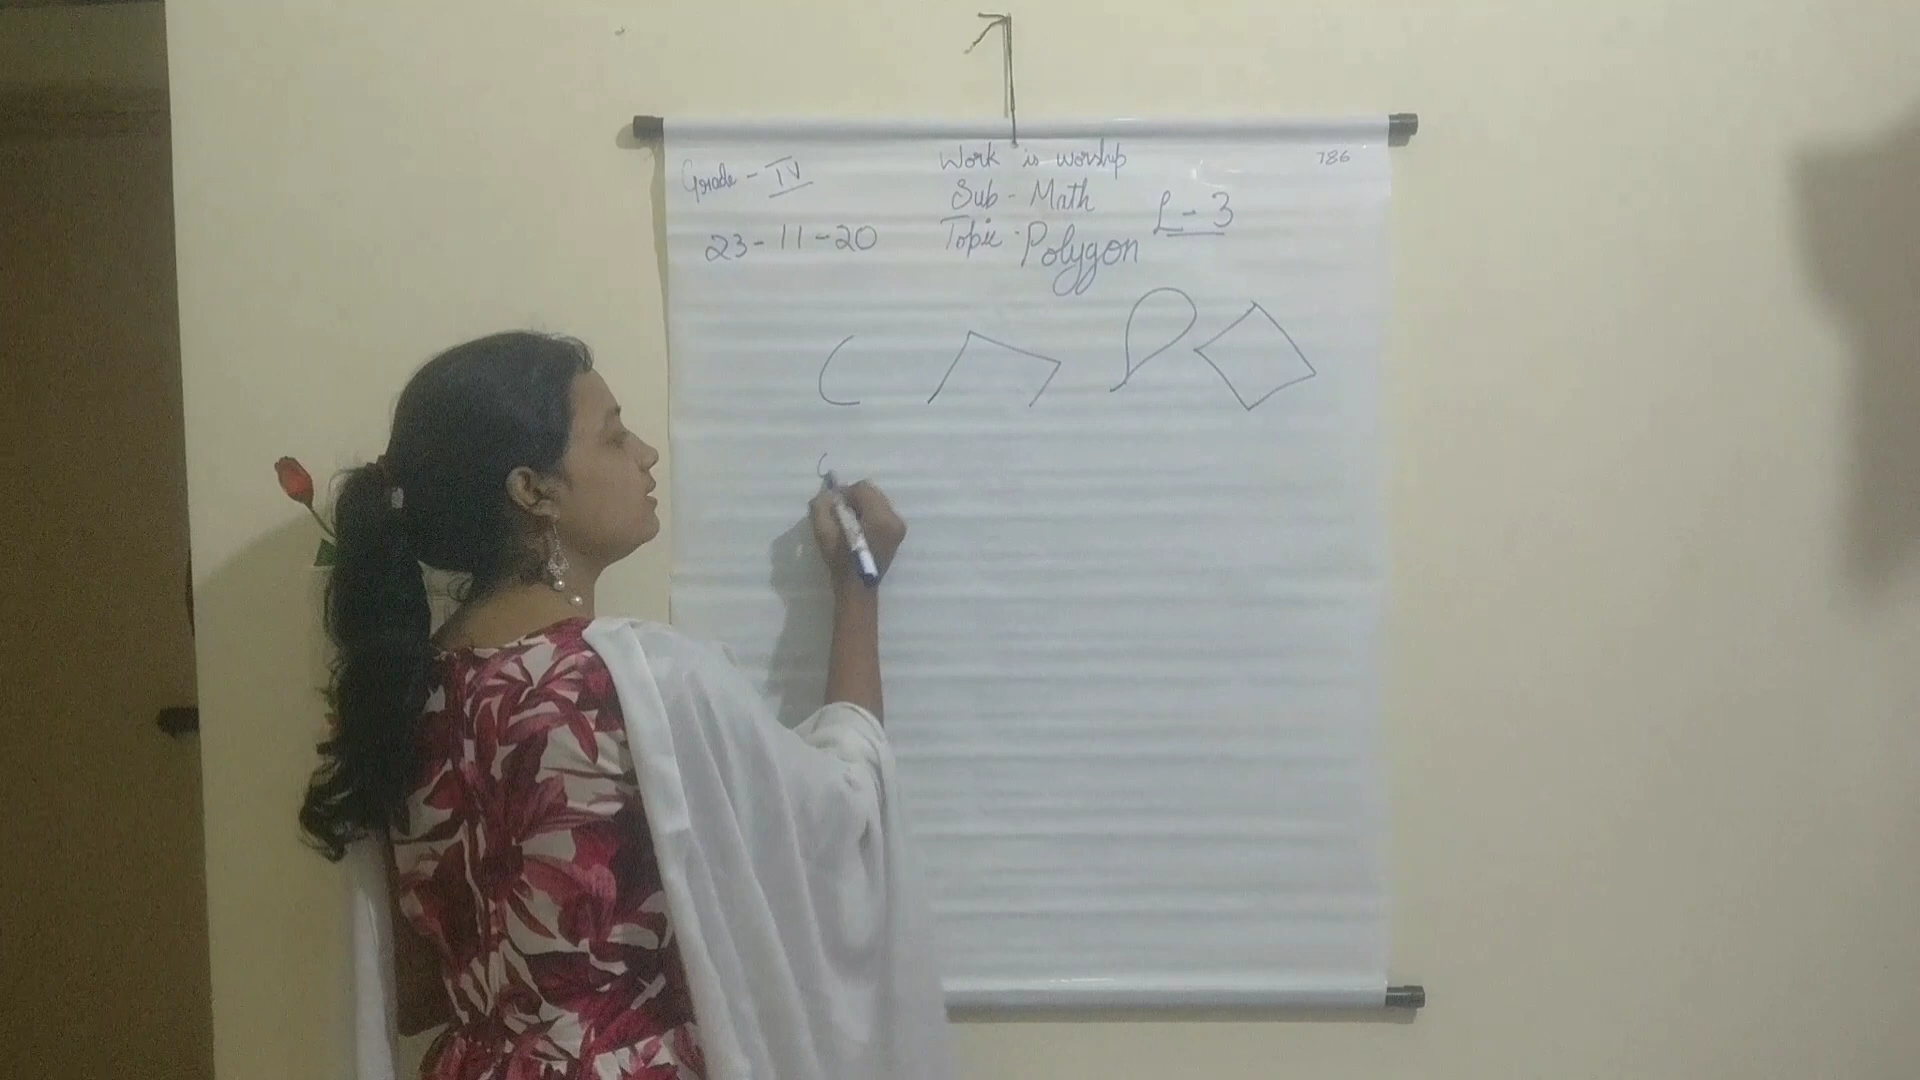 Work is worship 786
Grade - IV
Sub - Math
L - 3
23-11-20
Topic - Polygon